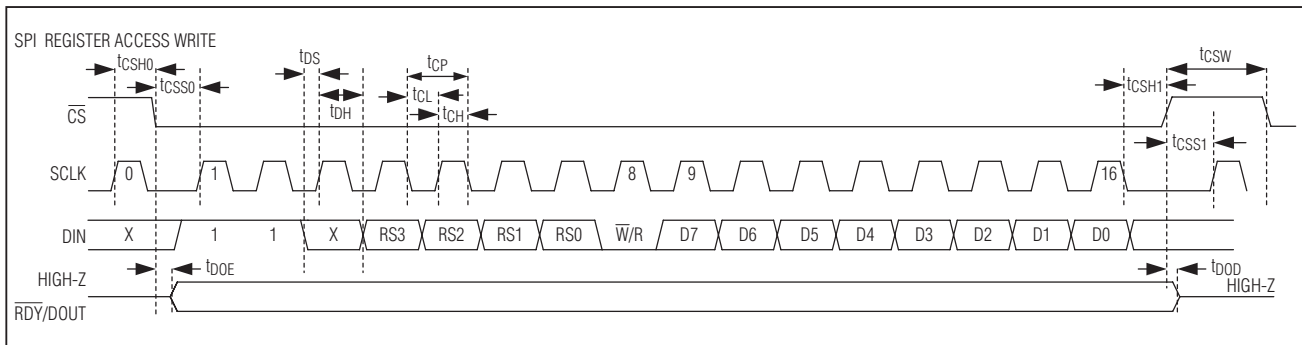 SPI REGISTER ACCESS WRITE
tCSH0 tDS tCP tCSW
tCSS0 tCL tCSH1
tDH tCH
CS
tCSS1
SCLK 0 1 8 9 16
DIN X 1 1 X RS3 RS2 RS1 RS0 W/R D7 D6 D5 D4 D3 D2 D1 D0
HIGH-Z tDOE tDOD HIGH-Z
RDY/DOUT